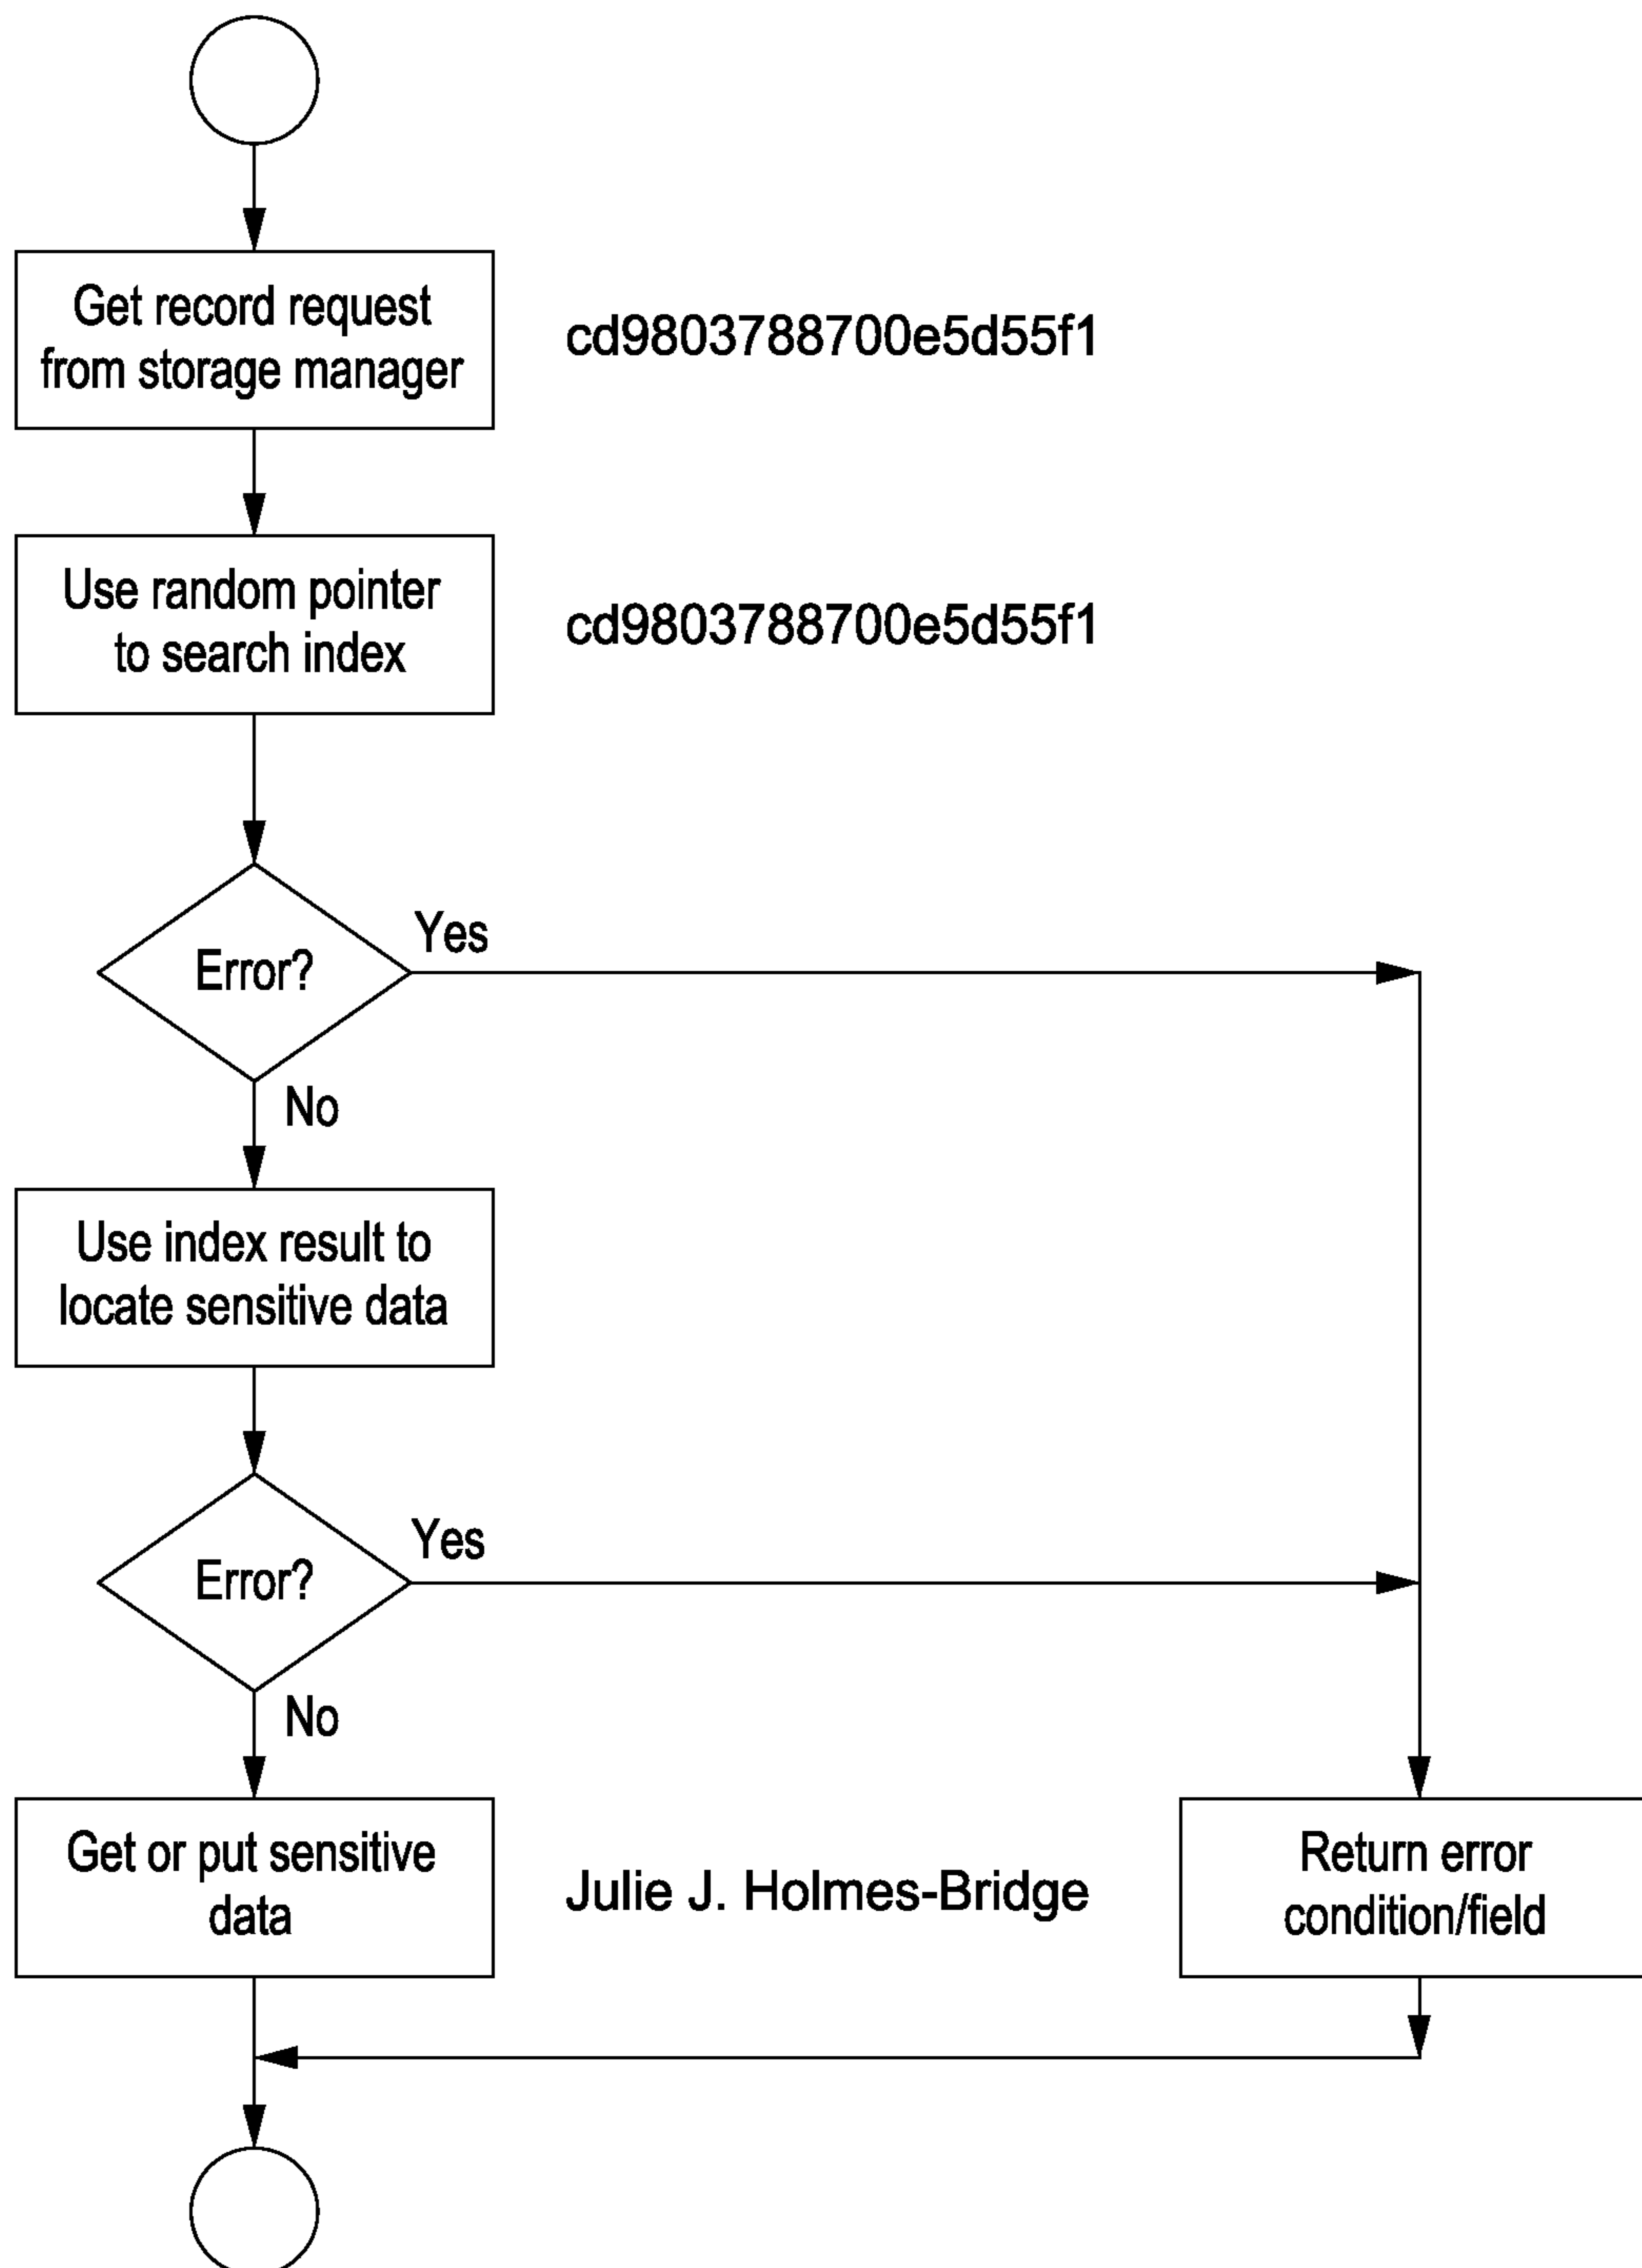 Get record request
from storage manager
cd9803788700e5d55f1
Use random pointer
to search index
cd9803788700e5d55f1
Error?
Yes
No
Use index result to
locate sensitive data
Error?
Yes
No
Get or put sensitive
data
Julie J. Holmes-Bridge
Return error
condition/field